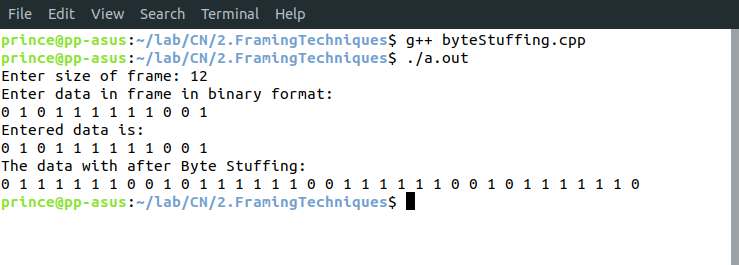 File Edit View Search Terminal Help
prince@pp-asus:~/lab/CN/2.FramingTechniques$ g++ byteStuffing.cpp
prince@pp-asus:~/lab/CN/2.FramingTechniques$ ./a.out
Enter size of frame: 12
Enter data in frame in binary format:
0 1 0 1 1 1 1 1 1 0 0 1
Entered data is:
0 1 0 1 1 1 1 1 1 0 0 1
The data with after Byte Stuffing:
0 1 1 1 1 1 1 0 0 1 0 1 1 1 1 1 1 0 0 1 1 1 1 1 1 0 0 1 0 1 1 1 1 1 1 0
prince@pp-asus:~/lab/CN/2.FramingTechniques$